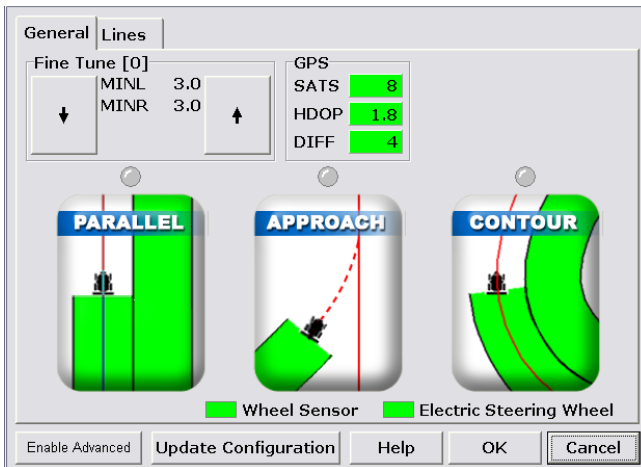 General Lines
Fine Tune [0]
MINL 3.0
MINR 3.0
GPS
SATS 8
HDOP 1.8
DIFF 4
PARALLEL
APPROACH
CONTOUR
Wheel Sensor Electric Steering Wheel
Enable Advanced Update Configuration Help OK Cancel